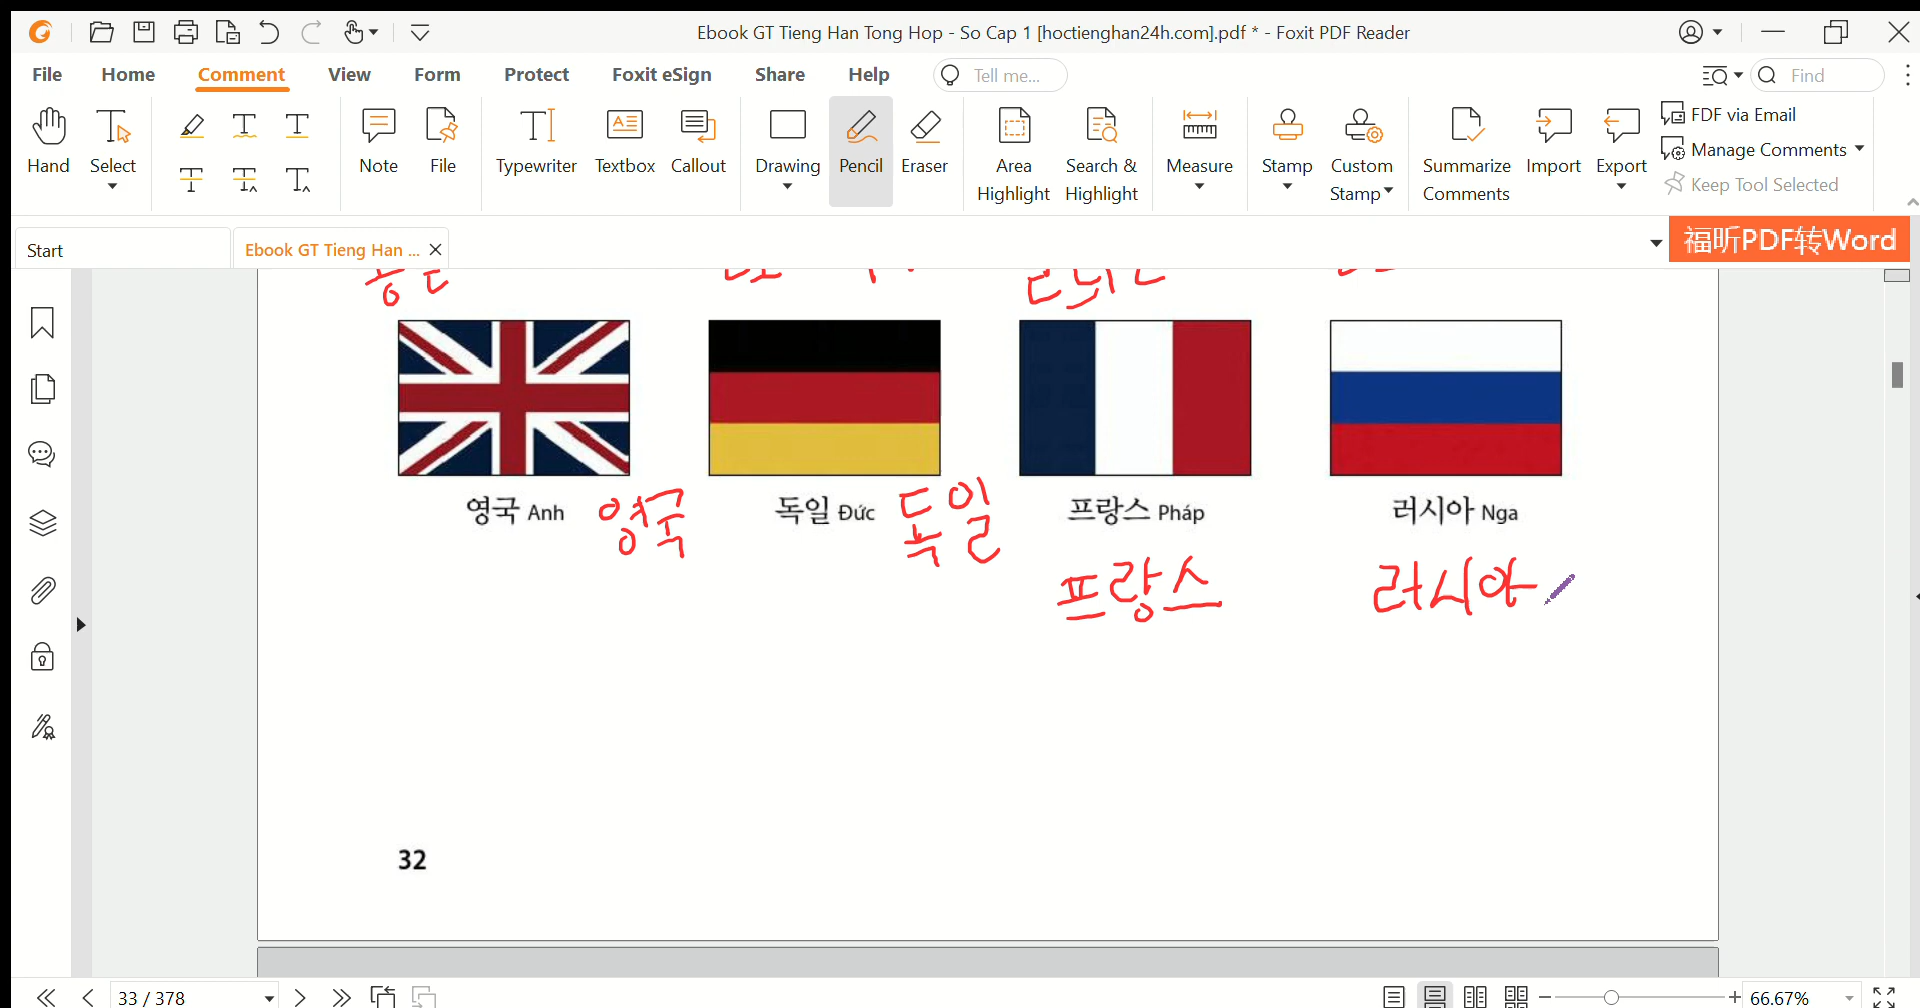 Ebook GT Tieng Han Tong Hop - So Cap 1 [hoctienghan24h.com].pdf * - Foxit PDF Reader
File Home Comment View Form Protect Foxit eSign Share Help Tell me... Find
Hand Select Note File Typewriter Textbox Callout Drawing Pencil Eraser Area Highlight Search & Highlight Measure Stamp Custom Stamp Summarize Comments Import Export
FDF via Email
Manage Comments
Keep Tool Selected
Start Ebook GT Tieng Han ... 福昕PDF转Word
영국 Anh 영국 독일 Đức 독일 프랑스 Pháp 러시아 Nga
프랑스 러시아
32
33 / 378 66.67%